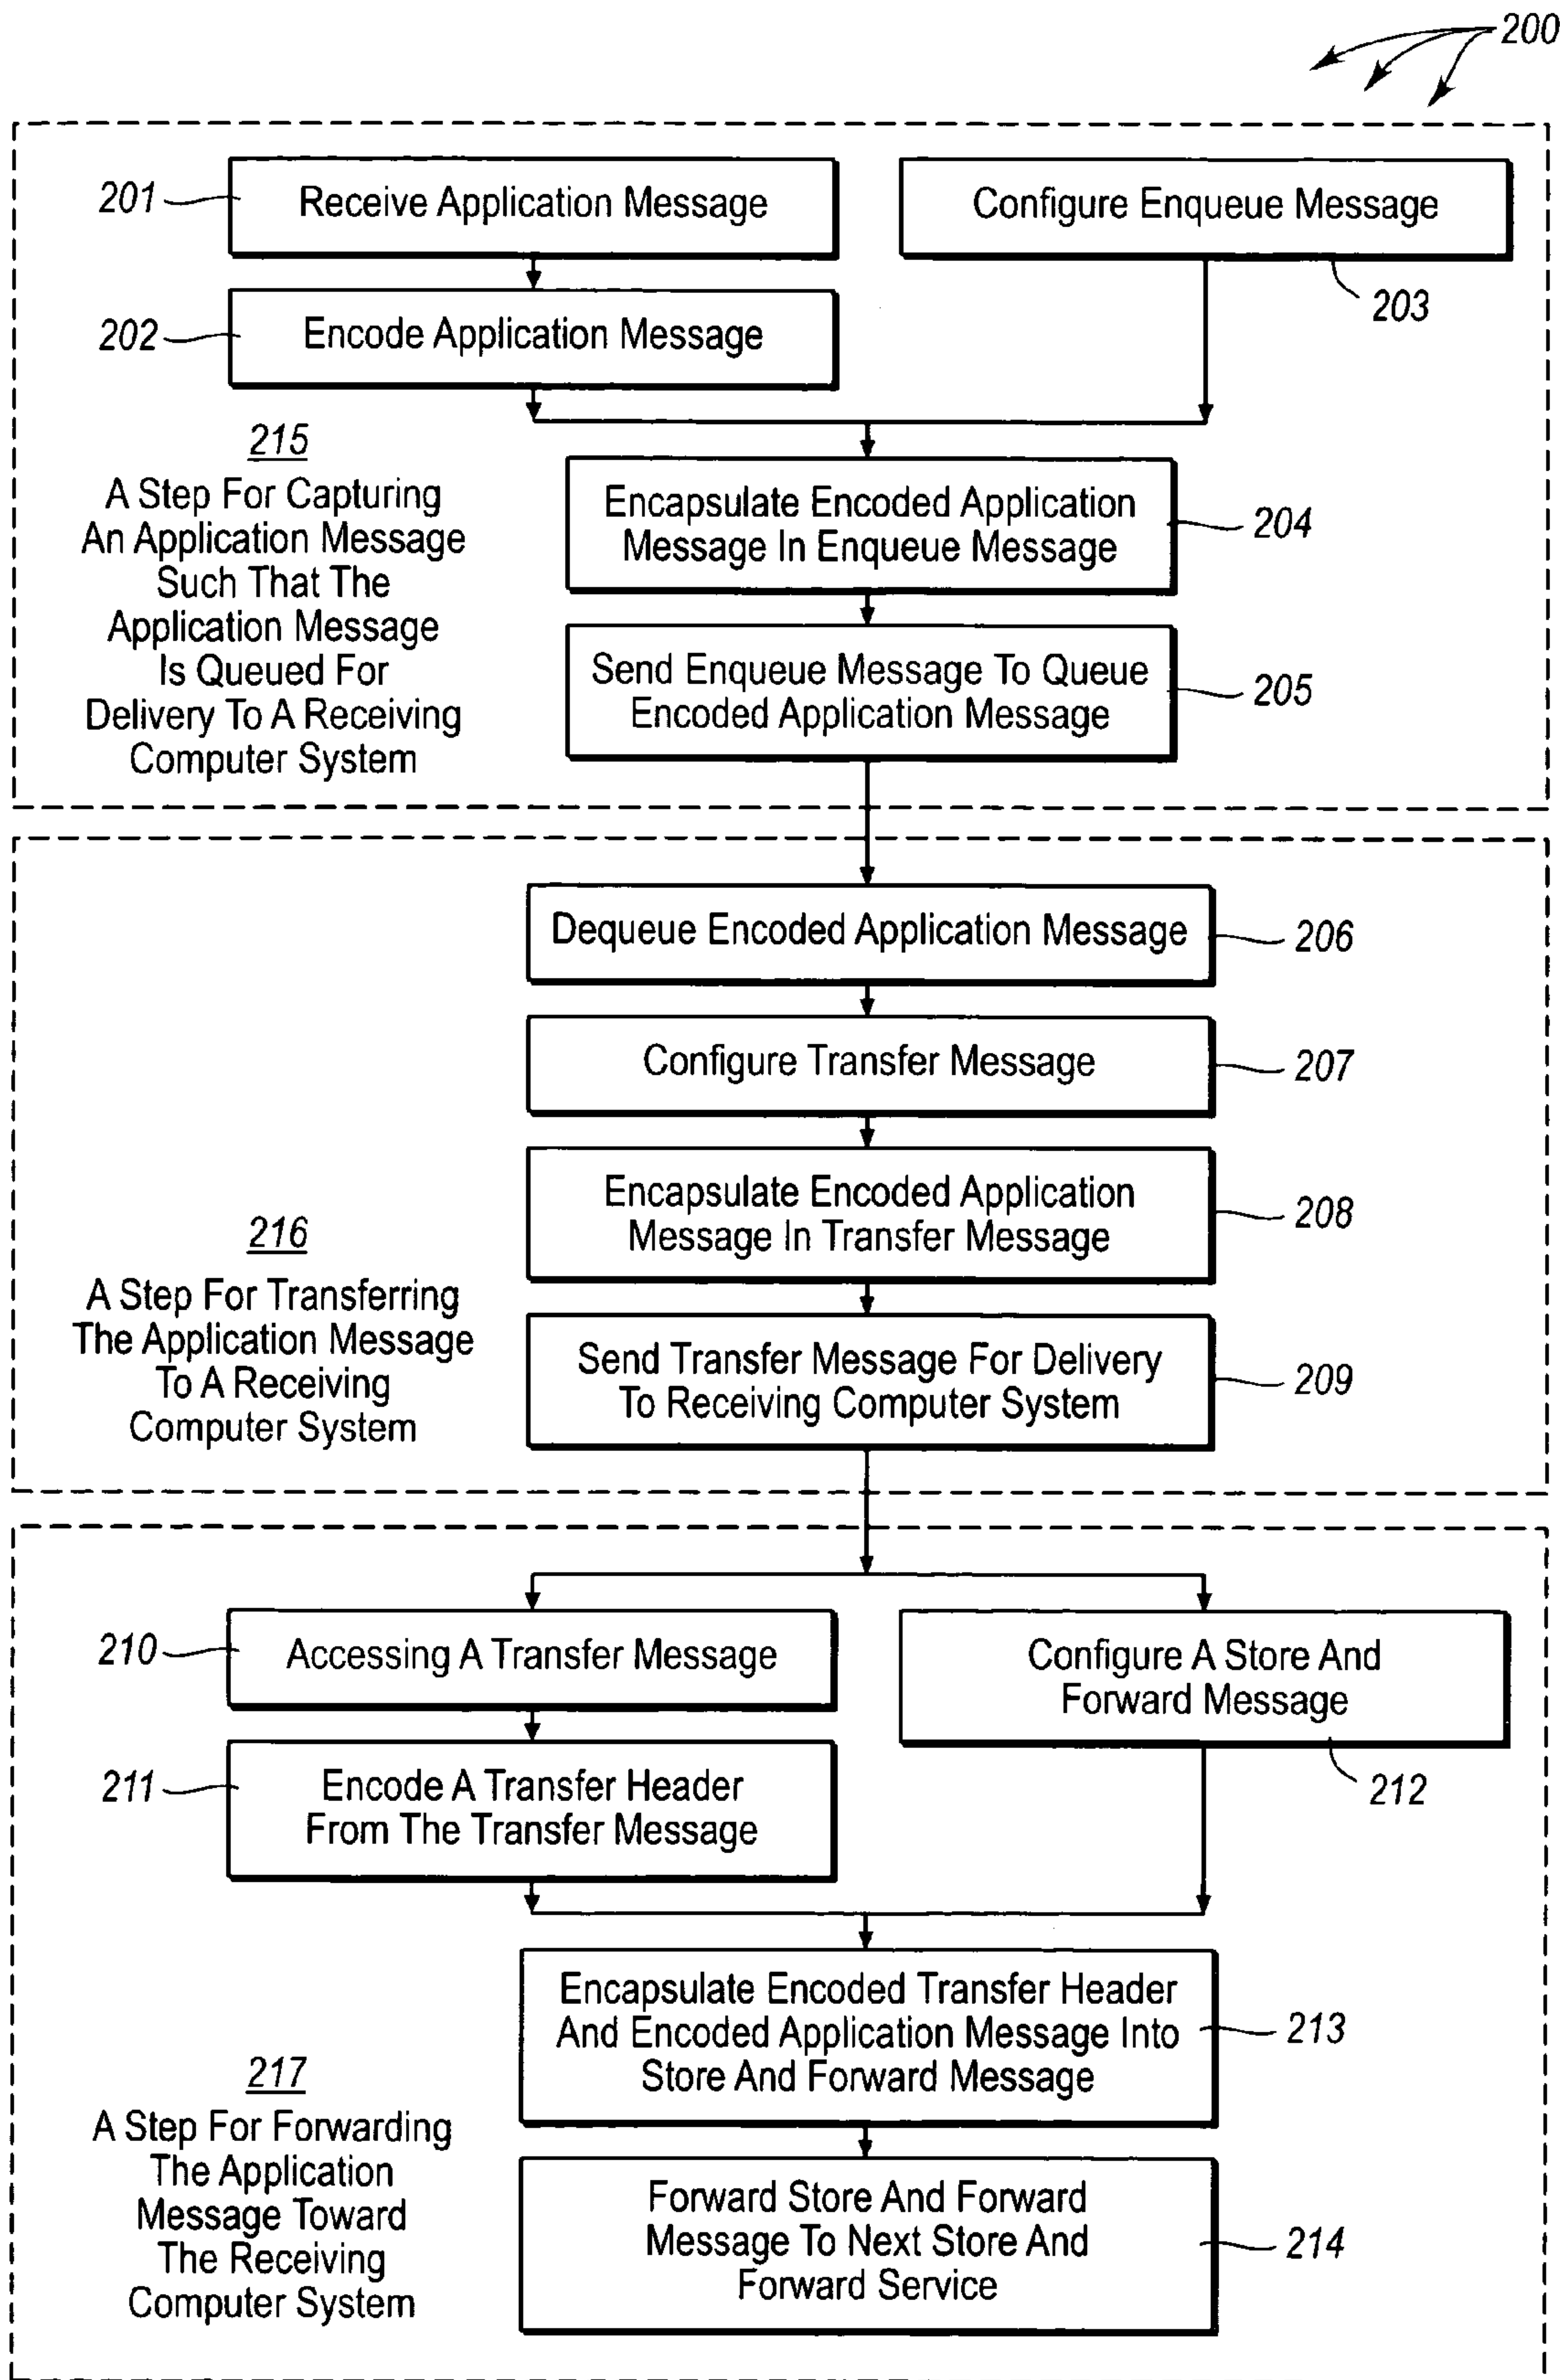 200
201
Receive Application Message
Configure Enqueue Message
203
202
Encode Application Message
215
A Step For Capturing
An Application Message
Such That The
Application Message
Is Queued For
Delivery To A Receiving
Computer System
Encapsulate Encoded Application
Message In Enqueue Message
204
Send Enqueue Message To Queue
Encoded Application Message
205
Dequeue Encoded Application Message
206
Configure Transfer Message
207
Encapsulate Encoded Application
Message In Transfer Message
208
216
A Step For Transferring
The Application Message
To A Receiving
Computer System
Send Transfer Message For Delivery
To Receiving Computer System
209
210
Accessing A Transfer Message
Configure A Store And
Forward Message
212
211
Encode A Transfer Header
From The Transfer Message
Encapsulate Encoded Transfer Header
And Encoded Application Message Into
Store And Forward Message
213
217
A Step For Forwarding
The Application
Message Toward
The Receiving
Computer System
Forward Store And Forward
Message To Next Store And
Forward Service
214